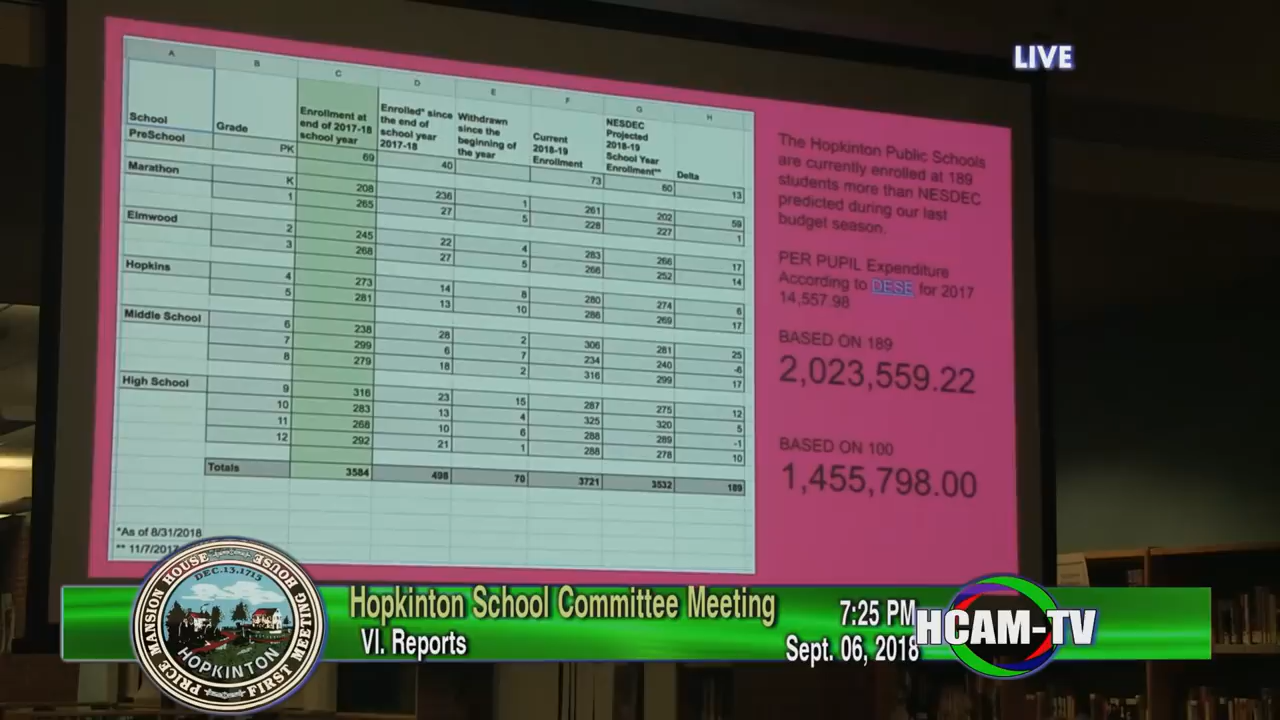 LIVE
A B C D E F G H
School Grade Enrollment at end of 2017-18 school year Enrolled* since the end of school year 2017-18 Withdrawn since the beginning of the year Current 2018-19 Enrollment NESDEC Projected 2018-19 School Year Enrollment** Delta
PreSchool
PK 69 40 73 60 13
Marathon
K 208 236 1 261 202 59
1 265 27 5 228 227 1
Elmwood
2 245 22 4 283 266 17
3 268 27 5 266 252 14
Hopkins
4 273 14 8 280 274 6
5 281 13 10 286 269 17
Middle School
6 238 28 2 306 281 25
7 299 6 7 234 240 -6
8 279 18 2 316 299 17
High School
9 316 23 15 287 275 12
10 283 13 4 325 320 5
11 268 10 6 288 289 -1
12 292 21 1 288 278 10
Totals 3584 498 70 3721 3532 189
*As of 8/31/2018
** 11/7/2017
The Hopkinton Public Schools
are currently enrolled at 189
students more than NESDEC
predicted during our last
budget season.
PER PUPIL Expenditure
According to DESE for 2017
14,557.98
BASED ON 189
2,023,559.22
BASED ON 100
1,455,798.00
PRICE MANSION HOUSE
HOUSE MEETING FIRST
DEC.13.1715
HOPKINTON
Hopkinton School Committee Meeting
VI. Reports
7:25 PM
Sept. 06, 2018
HCAM-TV